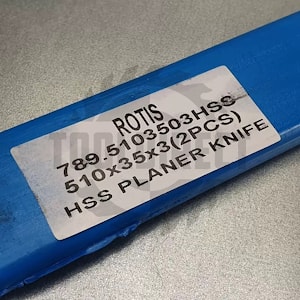 ROTIS
789.5103503HSS
510x35x3(2PCS)
HSS PLANER KNIFE